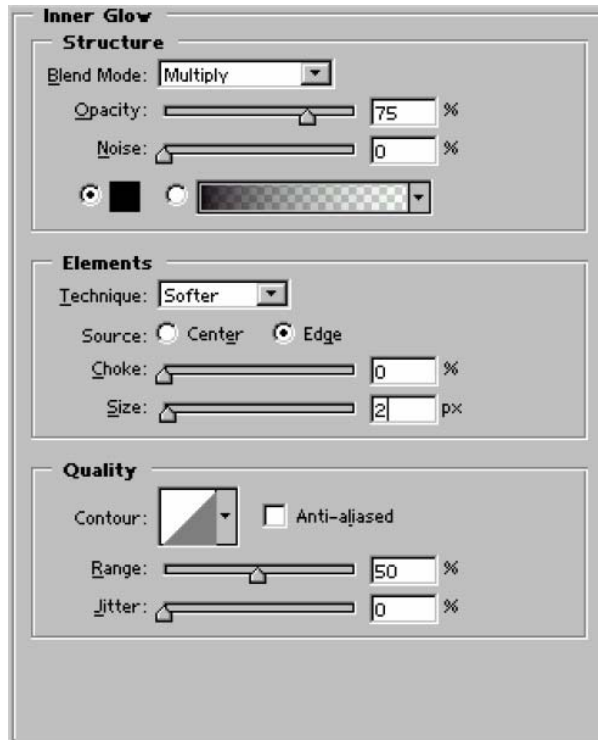 Inner Glow
Structure
Blend Mode: Multiply
Opacity: 75 %
Noise: 0 %
Elements
Technique: Softer
Source: Center Edge
Choke: 0 %
Size: 2 px
Quality
Contour: Anti-aliased
Range: 50 %
Jitter: 0 %